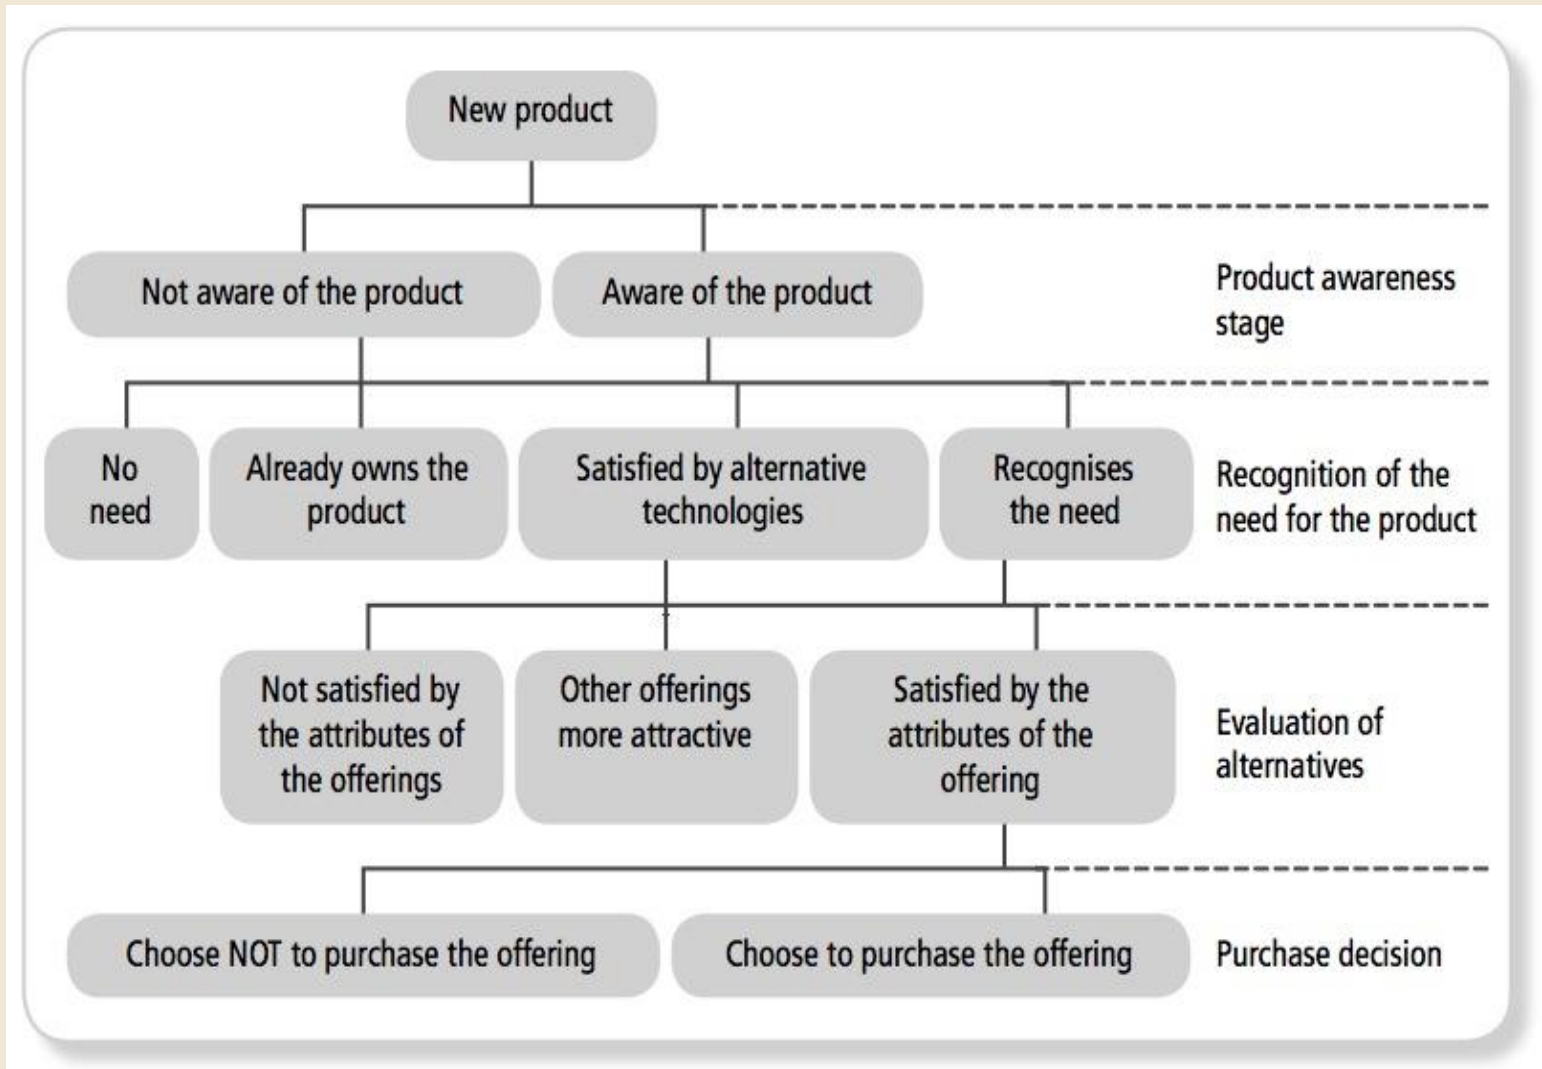 New product
Not aware of the product
Aware of the product
Product awareness
stage
No
need
Already owns the
product
Satisfied by alternative
technologies
Recognises
the need
Recognition of the
need for the product
Not satisfied by
the attributes of
the offerings
Other offerings
more attractive
Satisfied by the
attributes of the
offering
Evaluation of
alternatives
Choose NOT to purchase the offering
Choose to purchase the offering
Purchase decision